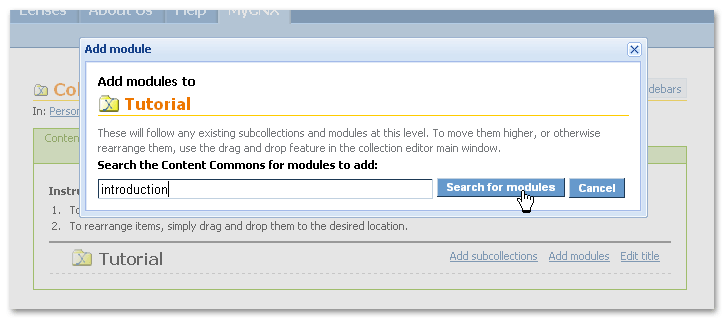 Lenses About Us Help MyCNX
Add module
Add modules to
Tutorial
These will follow any existing subcollections and modules at this level. To move them higher, or otherwise
rearrange them, use the drag and drop feature in the collection editor main window.
Search the Content Commons for modules to add:
introduction
Search for modules Cancel
Col
debars
In: Person
Conten
Instru
1. To
2. To rearrange items, simply drag and drop them to the desired location.
Tutorial Add subcollections Add modules Edit title